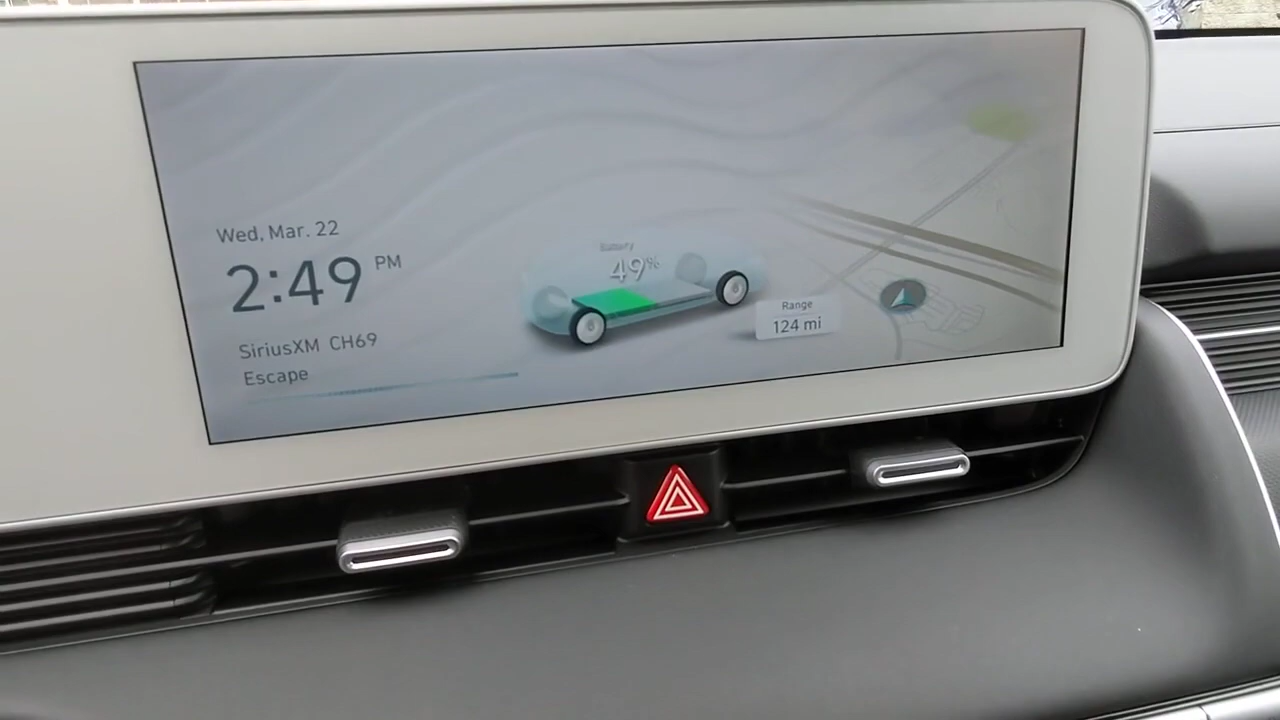 Wed, Mar. 22
2:49 PM
SiriusXM CH69
Escape
Battery
49%
Range
124 mi